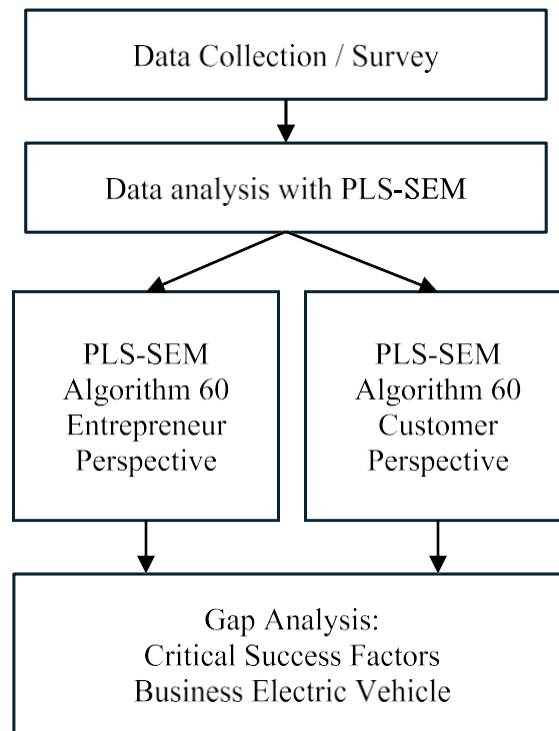 Data Collection / Survey
Data analysis with PLS-SEM
PLS-SEM
Algorithm 60
Entrepreneur
Perspective
PLS-SEM
Algorithm 60
Customer
Perspective
Gap Analysis:
Critical Success Factors
Business Electric Vehicle